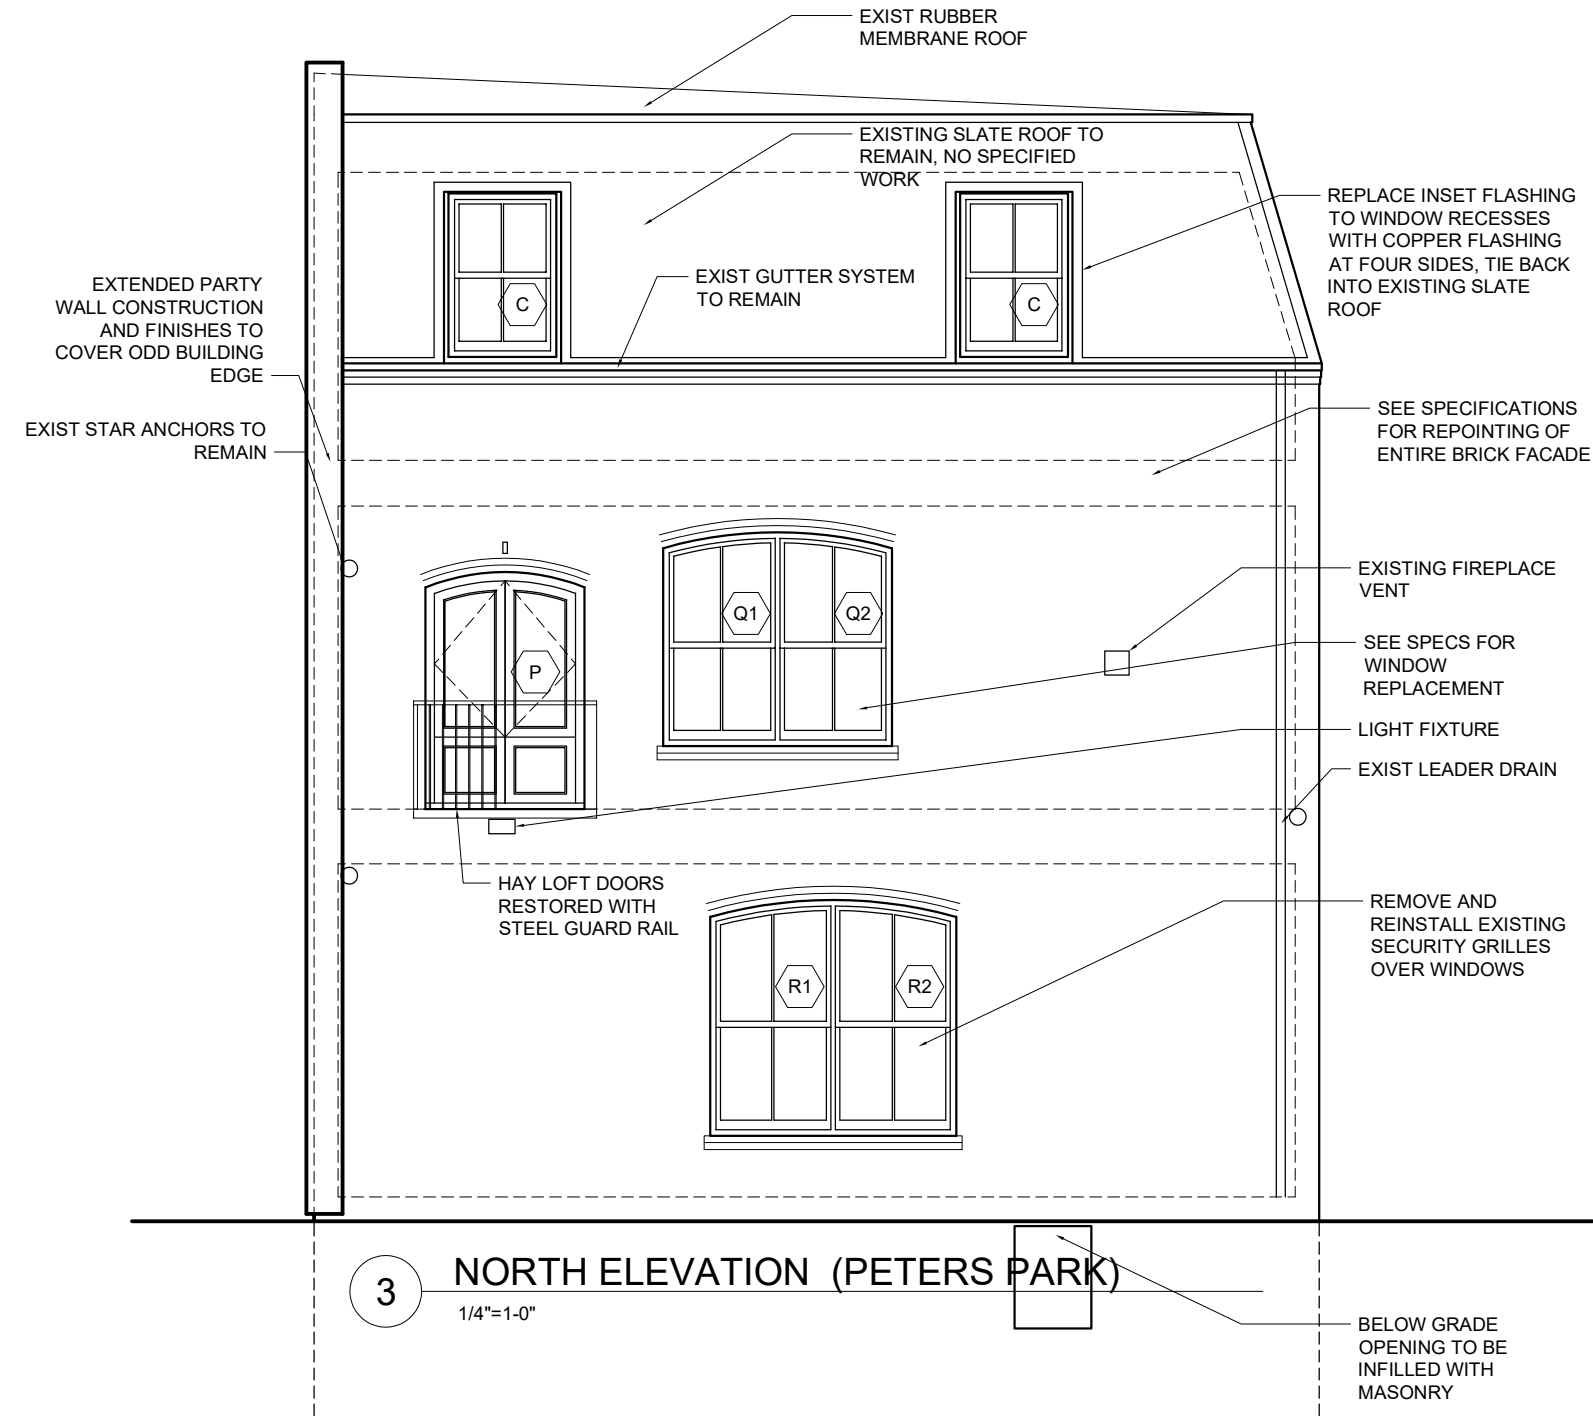 EXIST RUBBER
MEMBRANE ROOF
EXISTING SLATE ROOF TO
REMAIN, NO SPECIFIED
WORK
REPLACE INSET FLASHING
TO WINDOW RECESSES
WITH COPPER FLASHING
AT FOUR SIDES, TIE BACK
INTO EXISTING SLATE
ROOF
EXIST GUTTER SYSTEM
TO REMAIN
C
C
EXTENDED PARTY
WALL CONSTRUCTION
AND FINISHES TO
COVER ODD BUILDING
EDGE
EXIST STAR ANCHORS TO
REMAIN
SEE SPECIFICATIONS
FOR REPOINTING OF
ENTIRE BRICK FACADE
EXISTING FIREPLACE
VENT
Q1
Q2
P
SEE SPECS FOR
WINDOW
REPLACEMENT
LIGHT FIXTURE
EXIST LEADER DRAIN
HAY LOFT DOORS
RESTORED WITH
STEEL GUARD RAIL
REMOVE AND
REINSTALL EXISTING
SECURITY GRILLES
OVER WINDOWS
R1
R2
3
NORTH ELEVATION (PETERS PARK)
1/4"=1-0"
BELOW GRADE
OPENING TO BE
INFILLED WITH
MASONRY